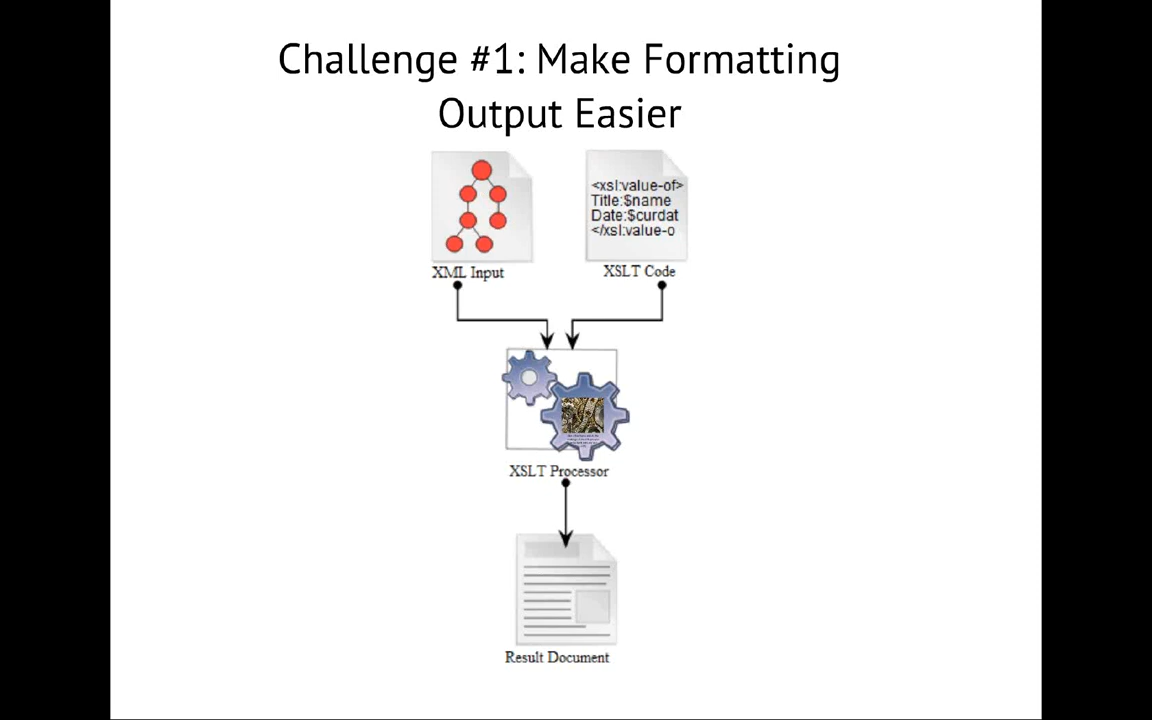 Challenge #1: Make Formatting
Output Easier
<xsl:value-of>
Title:$name
Date:$curdat
</xsl:value-o
XML Input
XSLT Code
XSLT Processor
Result Document